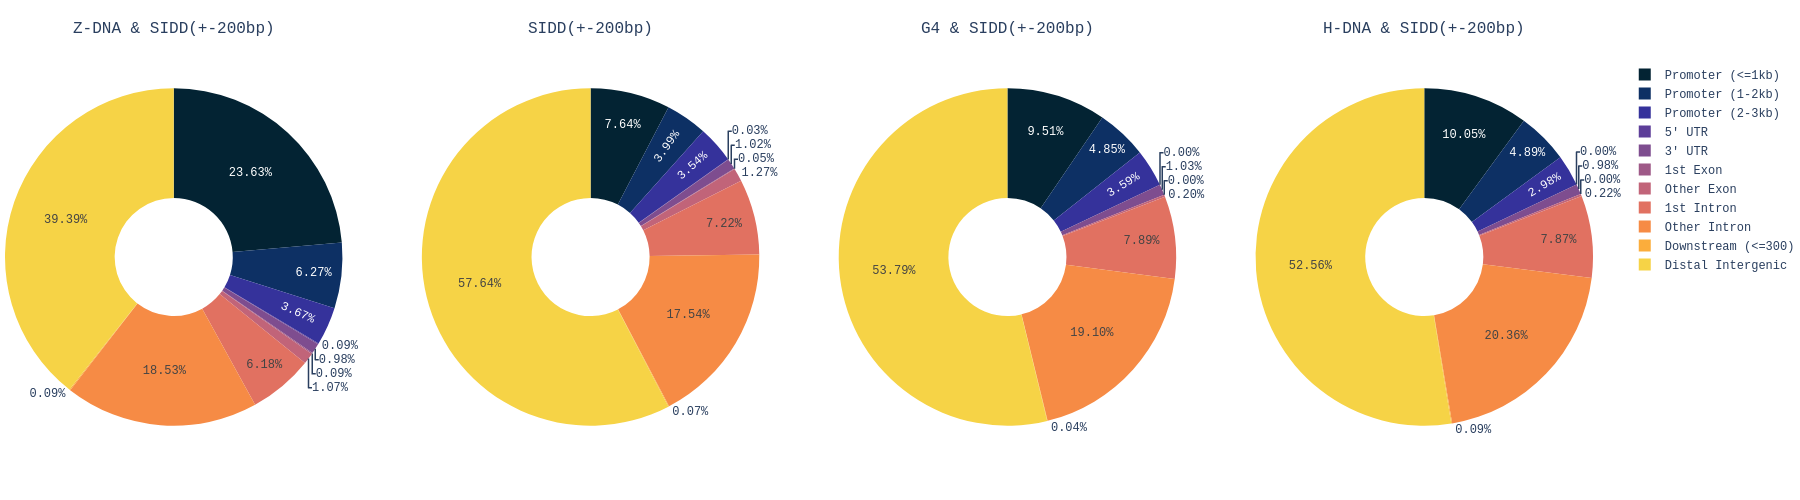 Z-DNA & SIDD(+-200bp)
23.63%
6.27%
3.67%
0.09%
0.98%
0.09%
1.07%
6.18%
18.53%
0.09%
39.39%
SIDD(+-200bp)
7.64%
3.99%
3.54%
0.03%
1.02%
0.05%
1.27%
7.22%
17.54%
0.07%
57.64%
G4 & SIDD(+-200bp)
9.51%
4.85%
3.59%
0.00%
1.03%
0.00%
0.20%
7.89%
19.10%
0.04%
53.79%
H-DNA & SIDD(+-200bp)
10.05%
4.89%
2.98%
0.00%
0.98%
0.00%
0.22%
7.87%
20.36%
0.09%
52.56%
Promoter (<=1kb)
Promoter (1-2kb)
Promoter (2-3kb)
5' UTR
3' UTR
1st Exon
Other Exon
1st Intron
Other Intron
Downstream (<=300)
Distal Intergenic